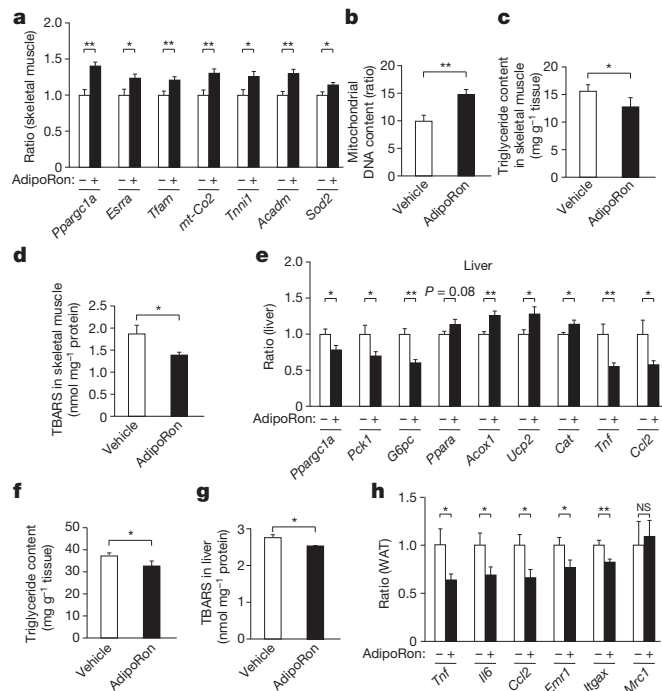 a
Ratio (skeletal muscle)
2.0
1.5
1.0
0.5
0
** * ** ** * ** *
AdipoRon: – + – + – + – + – + – + – +
Ppargc1a Esrra Tfam mt-Co2 Tnni1 Acadm Sod2
b
Mitochondrial
DNA content (ratio)
20
15
10
5
0
**
Vehicle
AdipoRon
c
Triglyceride content
in skeletal muscle
(mg g–1 tissue)
20
15
10
5
0
*
Vehicle
AdipoRon
d
TBARS in skeletal muscle
(nmol mg–1 protein)
2.5
2.0
1.5
1.0
0.5
0
*
Vehicle
AdipoRon
e
Liver
Ratio (liver)
2.0
1.5
1.0
0.5
0
P = 0.08
* * ** ** * * ** *
AdipoRon: – + – + – + – + – + – + – + – + – +
Ppargc1a Pck1 G6pc Ppara Acox1 Ucp2 Cat Tnf Ccl2
f
Triglyceride content
(mg g–1 tissue)
50
40
30
20
10
0
*
Vehicle
AdipoRon
g
TBARS in liver
(nmol mg–1 protein)
3
2
1
0
*
Vehicle
AdipoRon
h
Ratio (WAT)
1.5
1.0
0.5
0
* * * * ** NS
AdipoRon: – + – + – + – + – + – +
Tnf Il6 Ccl2 Emr1 Itgax Mrc1